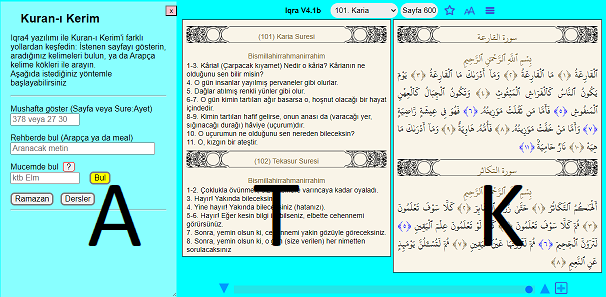 Kuran-ı Kerim
x
Iqra4 yazılımı ile Kuran-ı Kerim'i farklı
yollardan keşfedin: İstenen sayfayı gösterin,
aradığınız kelimeleri bulun, ya da Arapça
kelime kökleri ile arayın.
Aşağıda istediğiniz yöntemle
başlayabilirsiniz
Mushafta göster (Sayfa veya Sure:Ayet)
378 veya 27 30
Rehberde bul (Arapça ya da meal)
Aranacak metin
Mucemde bul ?
ktb Elm Bul
Ramazan Dersler
A
Iqra V4.1b 101. Karia Sayfa 600
(101) Karia Suresi
Bismillahirrahmanirrahim
1-3. Kâria! (Çarpacak kıyamet) Nedir o kâria? Kârianın ne
olduğunu sen bilir misin?
4. O gün insanlar yayılmış pervaneler gibi olurlar.
5. Dağlar atılmış renkli yünler gibi olur.
6-7. O gün kimin tartıları ağır basarsa o, hoşnut olacağı bir hayat
içindedir.
8-9. Kimin tartıları hafif gelirse, onun anası da (varacağı yer,
sığınacak durağı) hâviye (uçurum)dır.
10. O uçurumun ne olduğunu sen nereden bileceksin?
11. O, kızgın bir ateştir.
(102) Tekasur Suresi
Bismillahirrahmanirrahim
1-2. Çoklukla övünmek varıncaya kadar oyaladı.
3. Hayır! Yakında bileceksiniz
4. Yine hayır! Yakında bileceksiniz (hatanızı).
5-6. Hayır! Eğer kesin bilgi bilseniz, elbette cehennemi
görürsünüz.
7. Sonra, yemin olsun ki, cehennemi yakin gözüyle göreceksiniz.
8. Sonra, yemin olsun ki, o gün (size verilen) her nimetten
sorulacaksınız
T
سورة القارعة
بِسْمِ اللَّهِ الرَّحْمَٰنِ الرَّحِيمِ
الْقَارِعَةُ ﴿١﴾ مَا الْقَارِعَةُ ﴿٢﴾ وَمَا أَدْرَاكَ مَا الْقَارِعَةُ ﴿٣﴾ يَوْمَ
يَكُونُ النَّاسُ كَالْفَرَاشِ الْمَبْثُوثِ ﴿٤﴾ وَتَكُونُ الْجِبَالُ كَالْعِهْنِ
الْمَنْفُوشِ ﴿٥﴾ فَأَمَّا مَنْ ثَقُلَتْ مَوَازِينُهُ ﴿٦﴾ فَهُوَ فِي عِيشَةٍ رَاضِيَةٍ
﴿٧﴾ وَأَمَّا مَنْ خَفَّتْ مَوَازِينُهُ ﴿٨﴾ فَأُمُّهُ هَاوِيَةٌ ﴿٩﴾ وَمَا أَدْرَاكَ مَا
هِيَهْ ﴿١٠﴾ نَارٌ حَامِيَةٌ ﴿١١﴾
سورة التكاثر
بِسْمِ اللَّهِ الرَّحْمَٰنِ الرَّحِيمِ
أَلْهَاكُمُ التَّكَاثُرُ ﴿١﴾ حَتَّىٰ زُرْتُمُ الْمَقَابِرَ ﴿٢﴾ كَلَّا سَوْفَ تَعْلَمُونَ
﴿٣﴾ ثُمَّ كَلَّا سَوْفَ تَعْلَمُونَ ﴿٤﴾ كَلَّا لَوْ تَعْلَمُونَ عِلْمَ الْيَقِينِ ﴿٥﴾
لَتَرَوُنَّ الْجَحِيمَ ﴿٦﴾ ثُمَّ لَتَرَوُنَّهَا عَيْنَ الْيَقِينِ ﴿٧﴾ ثُمَّ لَتُسْأَلُنَّ يَوْمَئِذٍ
عَنِ النَّعِيمِ ﴿٨﴾
K